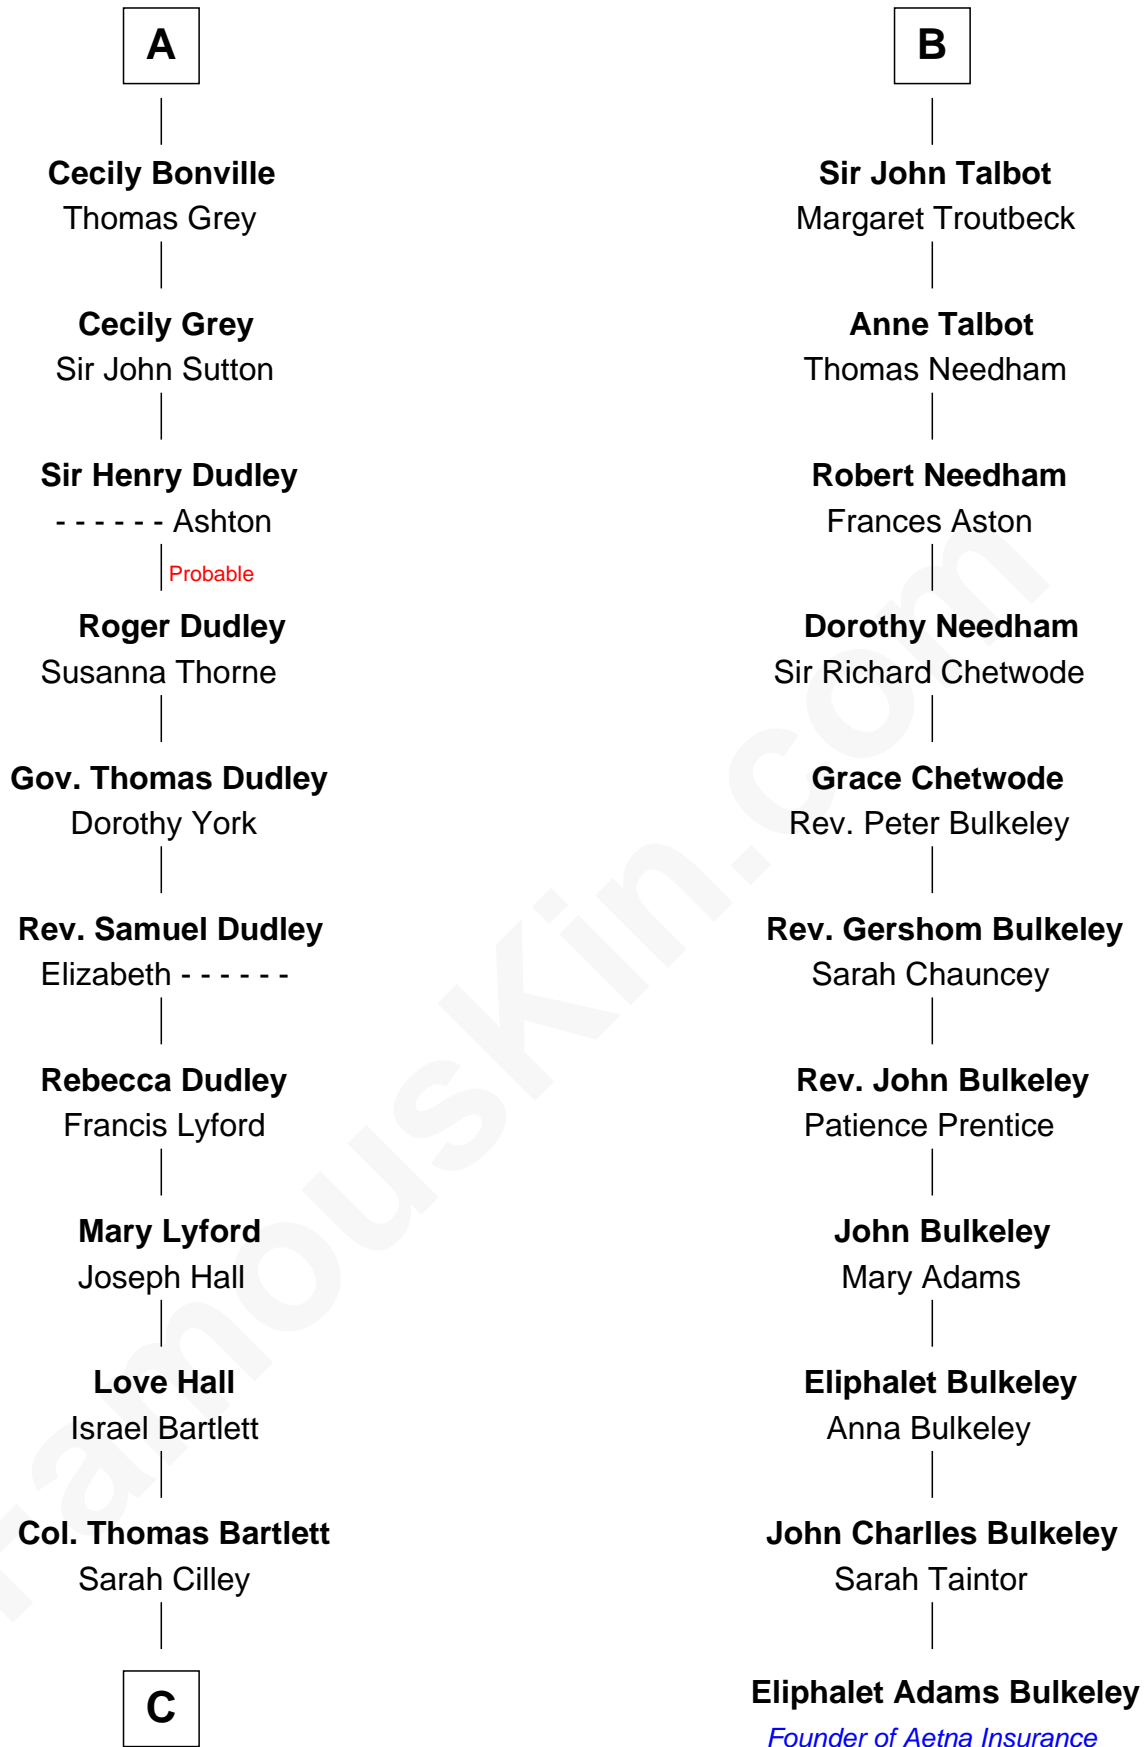 A
Cecily Bonville
Thomas Grey
Cecily Grey
Sir John Sutton
Sir Henry Dudley
- - - - - - Ashton
Probable
Roger Dudley
Susanna Thorne
Gov. Thomas Dudley
Dorothy York
Rev. Samuel Dudley
Elizabeth - - - - - -
Rebecca Dudley
Francis Lyford
Mary Lyford
Joseph Hall
Love Hall
Israel Bartlett
Col. Thomas Bartlett
Sarah Cilley
C
B
Sir John Talbot
Margaret Troutbeck
Anne Talbot
Thomas Needham
Robert Needham
Frances Aston
Dorothy Needham
Sir Richard Chetwode
Grace Chetwode
Rev. Peter Bulkeley
Rev. Gershom Bulkeley
Sarah Chauncey
Rev. John Bulkeley
Patience Prentice
John Bulkeley
Mary Adams
Eliphalet Bulkeley
Anna Bulkeley
John Charlles Bulkeley
Sarah Taintor
Eliphalet Adams Bulkeley
Founder of Aetna Insurance
FamousKin.com